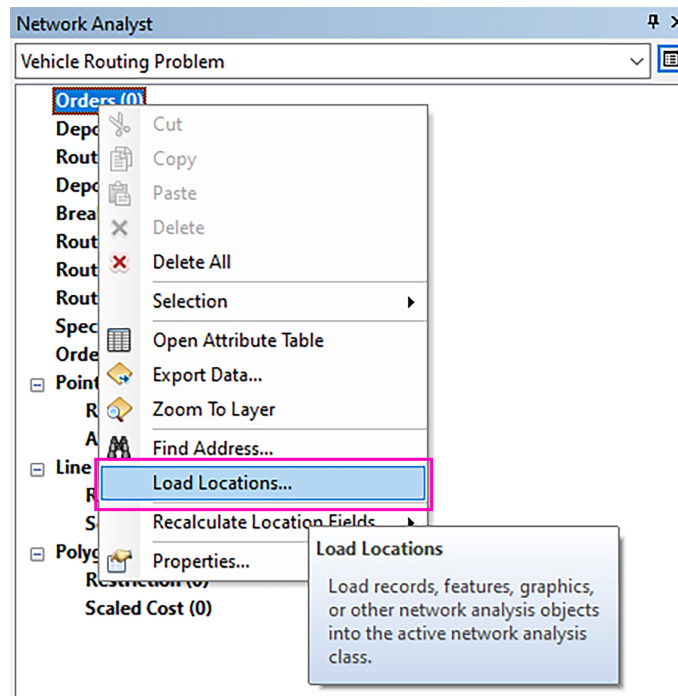 Network Analyst
Vehicle Routing Problem
Orders (0)
Depo
Cut
Rout
Copy
Depo
Paste
Brea
Delete
Rout
Rout
Delete All
Rout
Selection
Spec
Open Attribute Table
Orde
Point
Export Data...
R
Zoom To Layer
A
Find Address...
Line
Load Locations...
R
S
Recalculate Location Fields
Polyg
Properties...
Load Locations
Restriction (0)
Load records, features, graphics,
Scaled Cost (0)
or other network analysis objects
into the active network analysis
class.